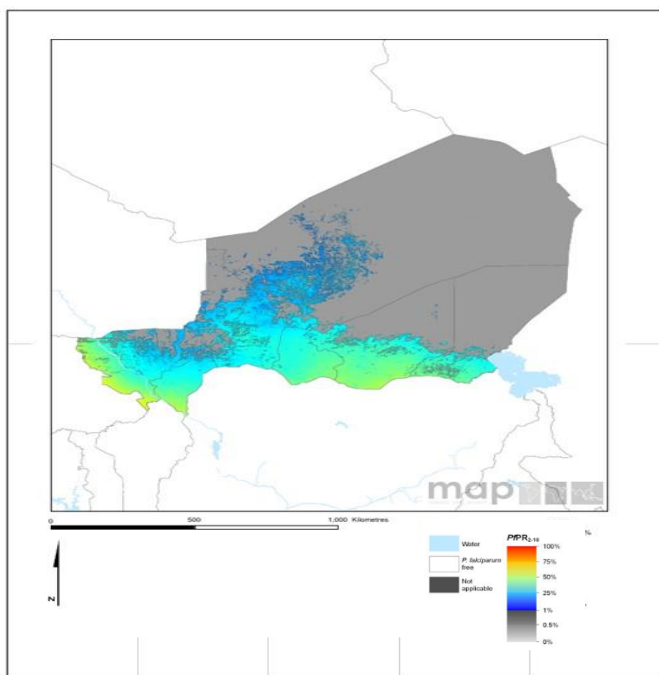 map
0 500 1,000 Kilometres
%
Water
P. falciparum
free
Not
applicable
PfPR2-10
100%
75%
50%
25%
1%
0.5%
0%
N